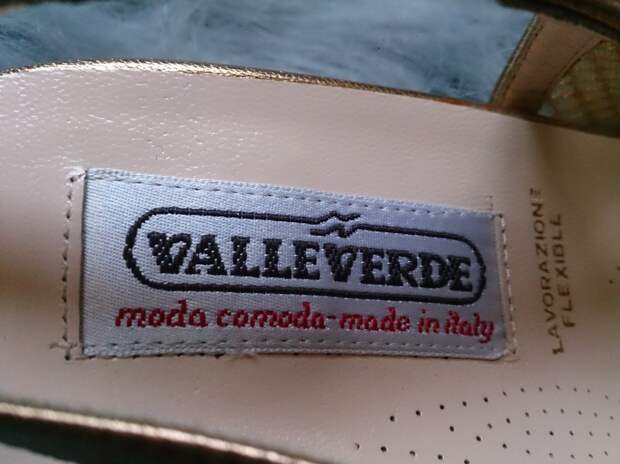 VALLEVERDE
moda comoda-made in italy
LAVORAZIONE
FLEXIBLE